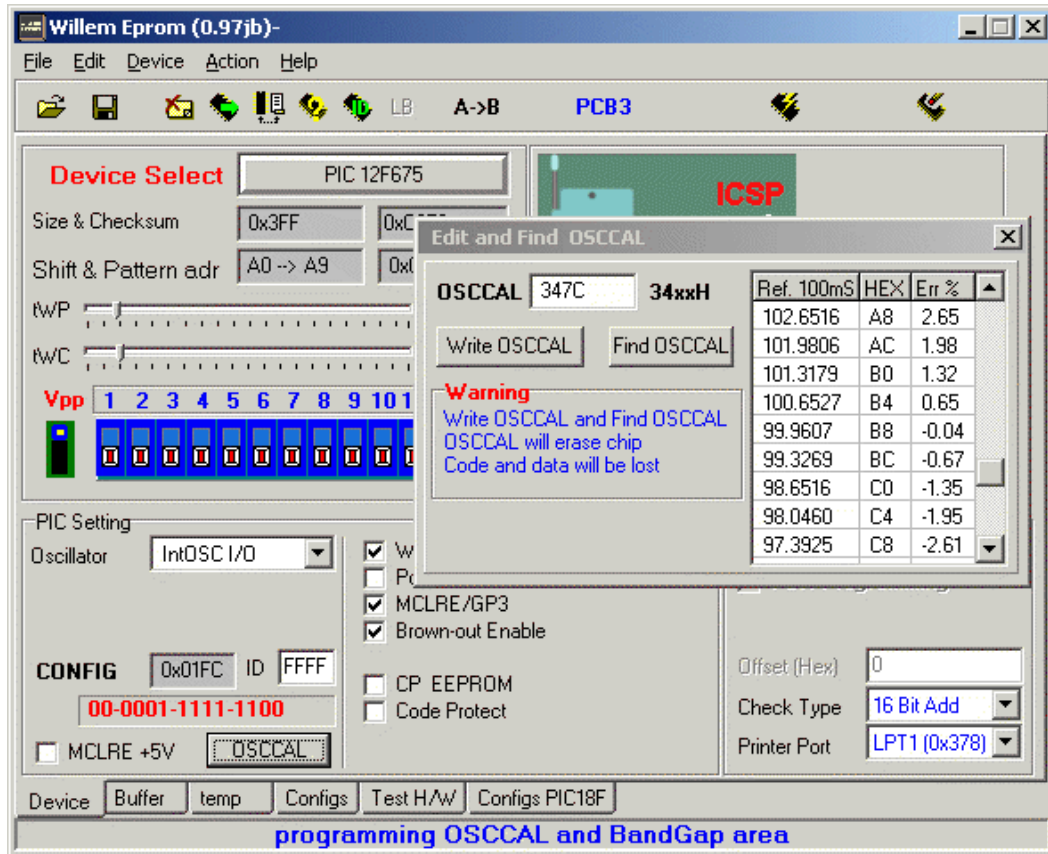 Willem Eprom (0.97jb)-
File Edit Device Action Help
LB A->B PCB3
Device Select PIC 12F675
ICSP
Size & Checksum 0x3FF
Shift & Pattern adr A0 --> A9
tWP
tWC
Vpp 1 2 3 4 5 6 7 8 9 10
Edit and Find OSCCAL
OSCCAL 347C 34xxH
Write OSCCAL Find OSCCAL
Warning
Write OSCCAL and Find OSCCAL
OSCCAL will erase chip
Code and data will be lost
Ref. 100mS HEX Err %
102.6516 A8 2.65
101.9806 AC 1.98
101.3179 B0 1.32
100.6527 B4 0.65
99.9607 B8 -0.04
99.3269 BC -0.67
98.6516 C0 -1.35
98.0460 C4 -1.95
97.3925 C8 -2.61
PIC Setting
Oscillator IntOSC I/O
MCLRE/GP3
Brown-out Enable
CONFIG 0x01FC ID FFFF
00-0001-1111-1100
CP EEPROM
Code Protect
MCLRE +5V OSCCAL
Offset (Hex) 0
Check Type 16 Bit Add
Printer Port LPT1 (0x378)
Device Buffer temp Configs Test H/W Configs PIC18F
programming OSCCAL and BandGap area